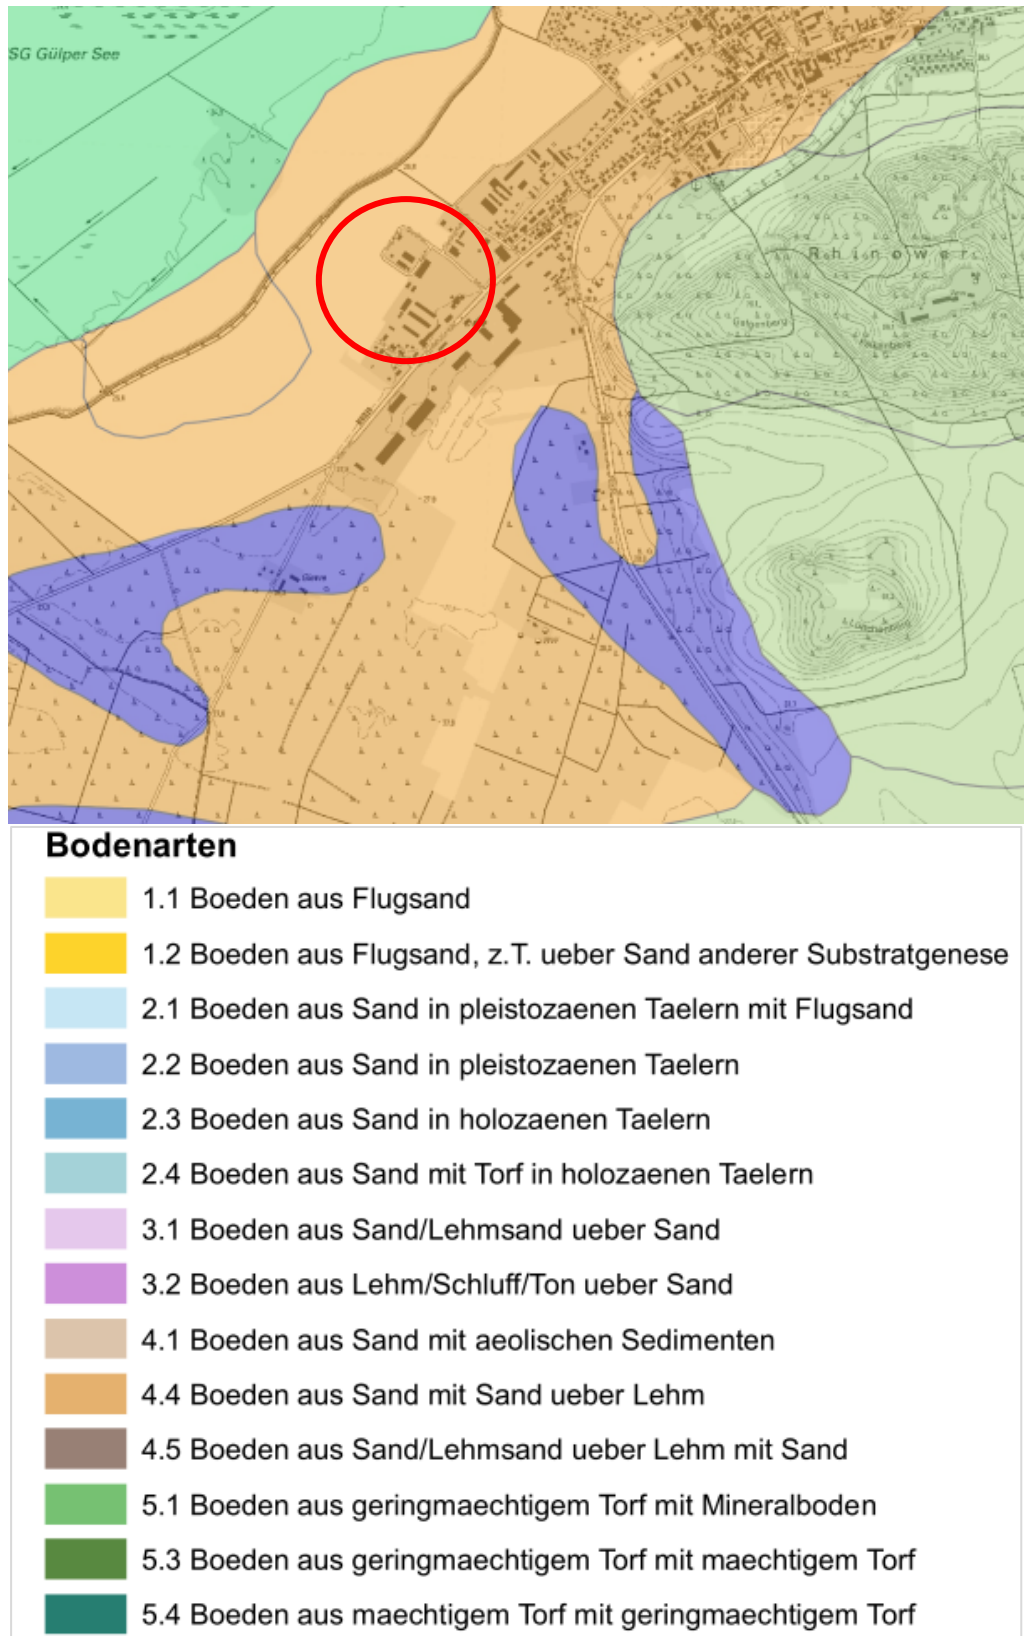 SG Gülper See
Rhinower
Galgenberg
Bodenarten
1.1 Boeden aus Flugsand
1.2 Boeden aus Flugsand, z.T. ueber Sand anderer Substratgenese
2.1 Boeden aus Sand in pleistozaenen Taelern mit Flugsand
2.2 Boeden aus Sand in pleistozaenen Taelern
2.3 Boeden aus Sand in holozaenen Taelern
2.4 Boeden aus Sand mit Torf in holozaenen Taelern
3.1 Boeden aus Sand/Lehmsand ueber Sand
3.2 Boeden aus Lehm/Schluff/Ton ueber Sand
4.1 Boeden aus Sand mit aeolischen Sedimenten
4.4 Boeden aus Sand mit Sand ueber Lehm
4.5 Boeden aus Sand/Lehmsand ueber Lehm mit Sand
5.1 Boeden aus geringmaechtigem Torf mit Mineralboden
5.3 Boeden aus geringmaechtigem Torf mit maechtigem Torf
5.4 Boeden aus maechtigem Torf mit geringmaechtigem Torf